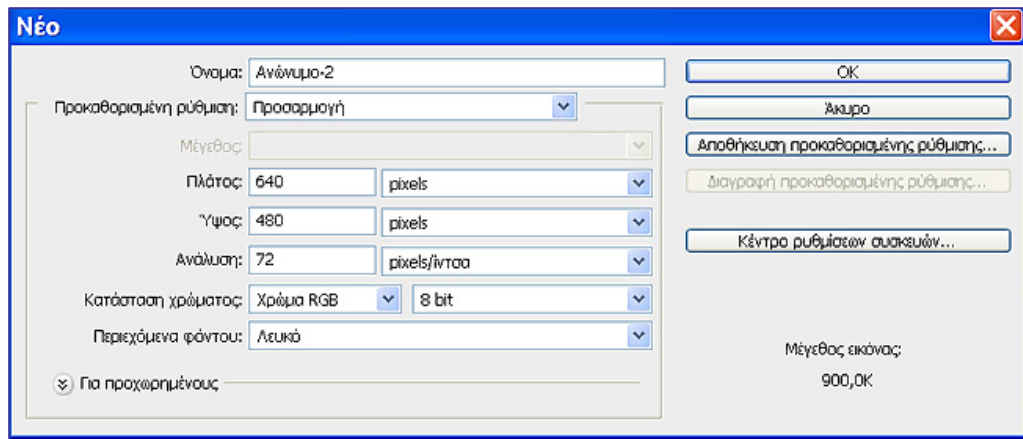 Νέο
Όνομα: Ανώνυμο-2
OK
Προκαθορισμένη ρύθμιση: Προσαρμογή
Άκυρο
Μέγεθος:
Αποθήκευση προκαθορισμένης ρύθμισης...
Πλάτος: 640 pixels
Διαγραφή προκαθορισμένης ρύθμισης...
Ύψος: 480 pixels
Κέντρο ρυθμίσεων συσκευών...
Ανάλυση: 72 pixels/ίντσα
Κατάσταση χρώματος: Χρώμα RGB 8 bit
Περιεχόμενα φόντου: Λευκό
Μέγεθος εικόνας:
900,0K
Για προχωρημένους